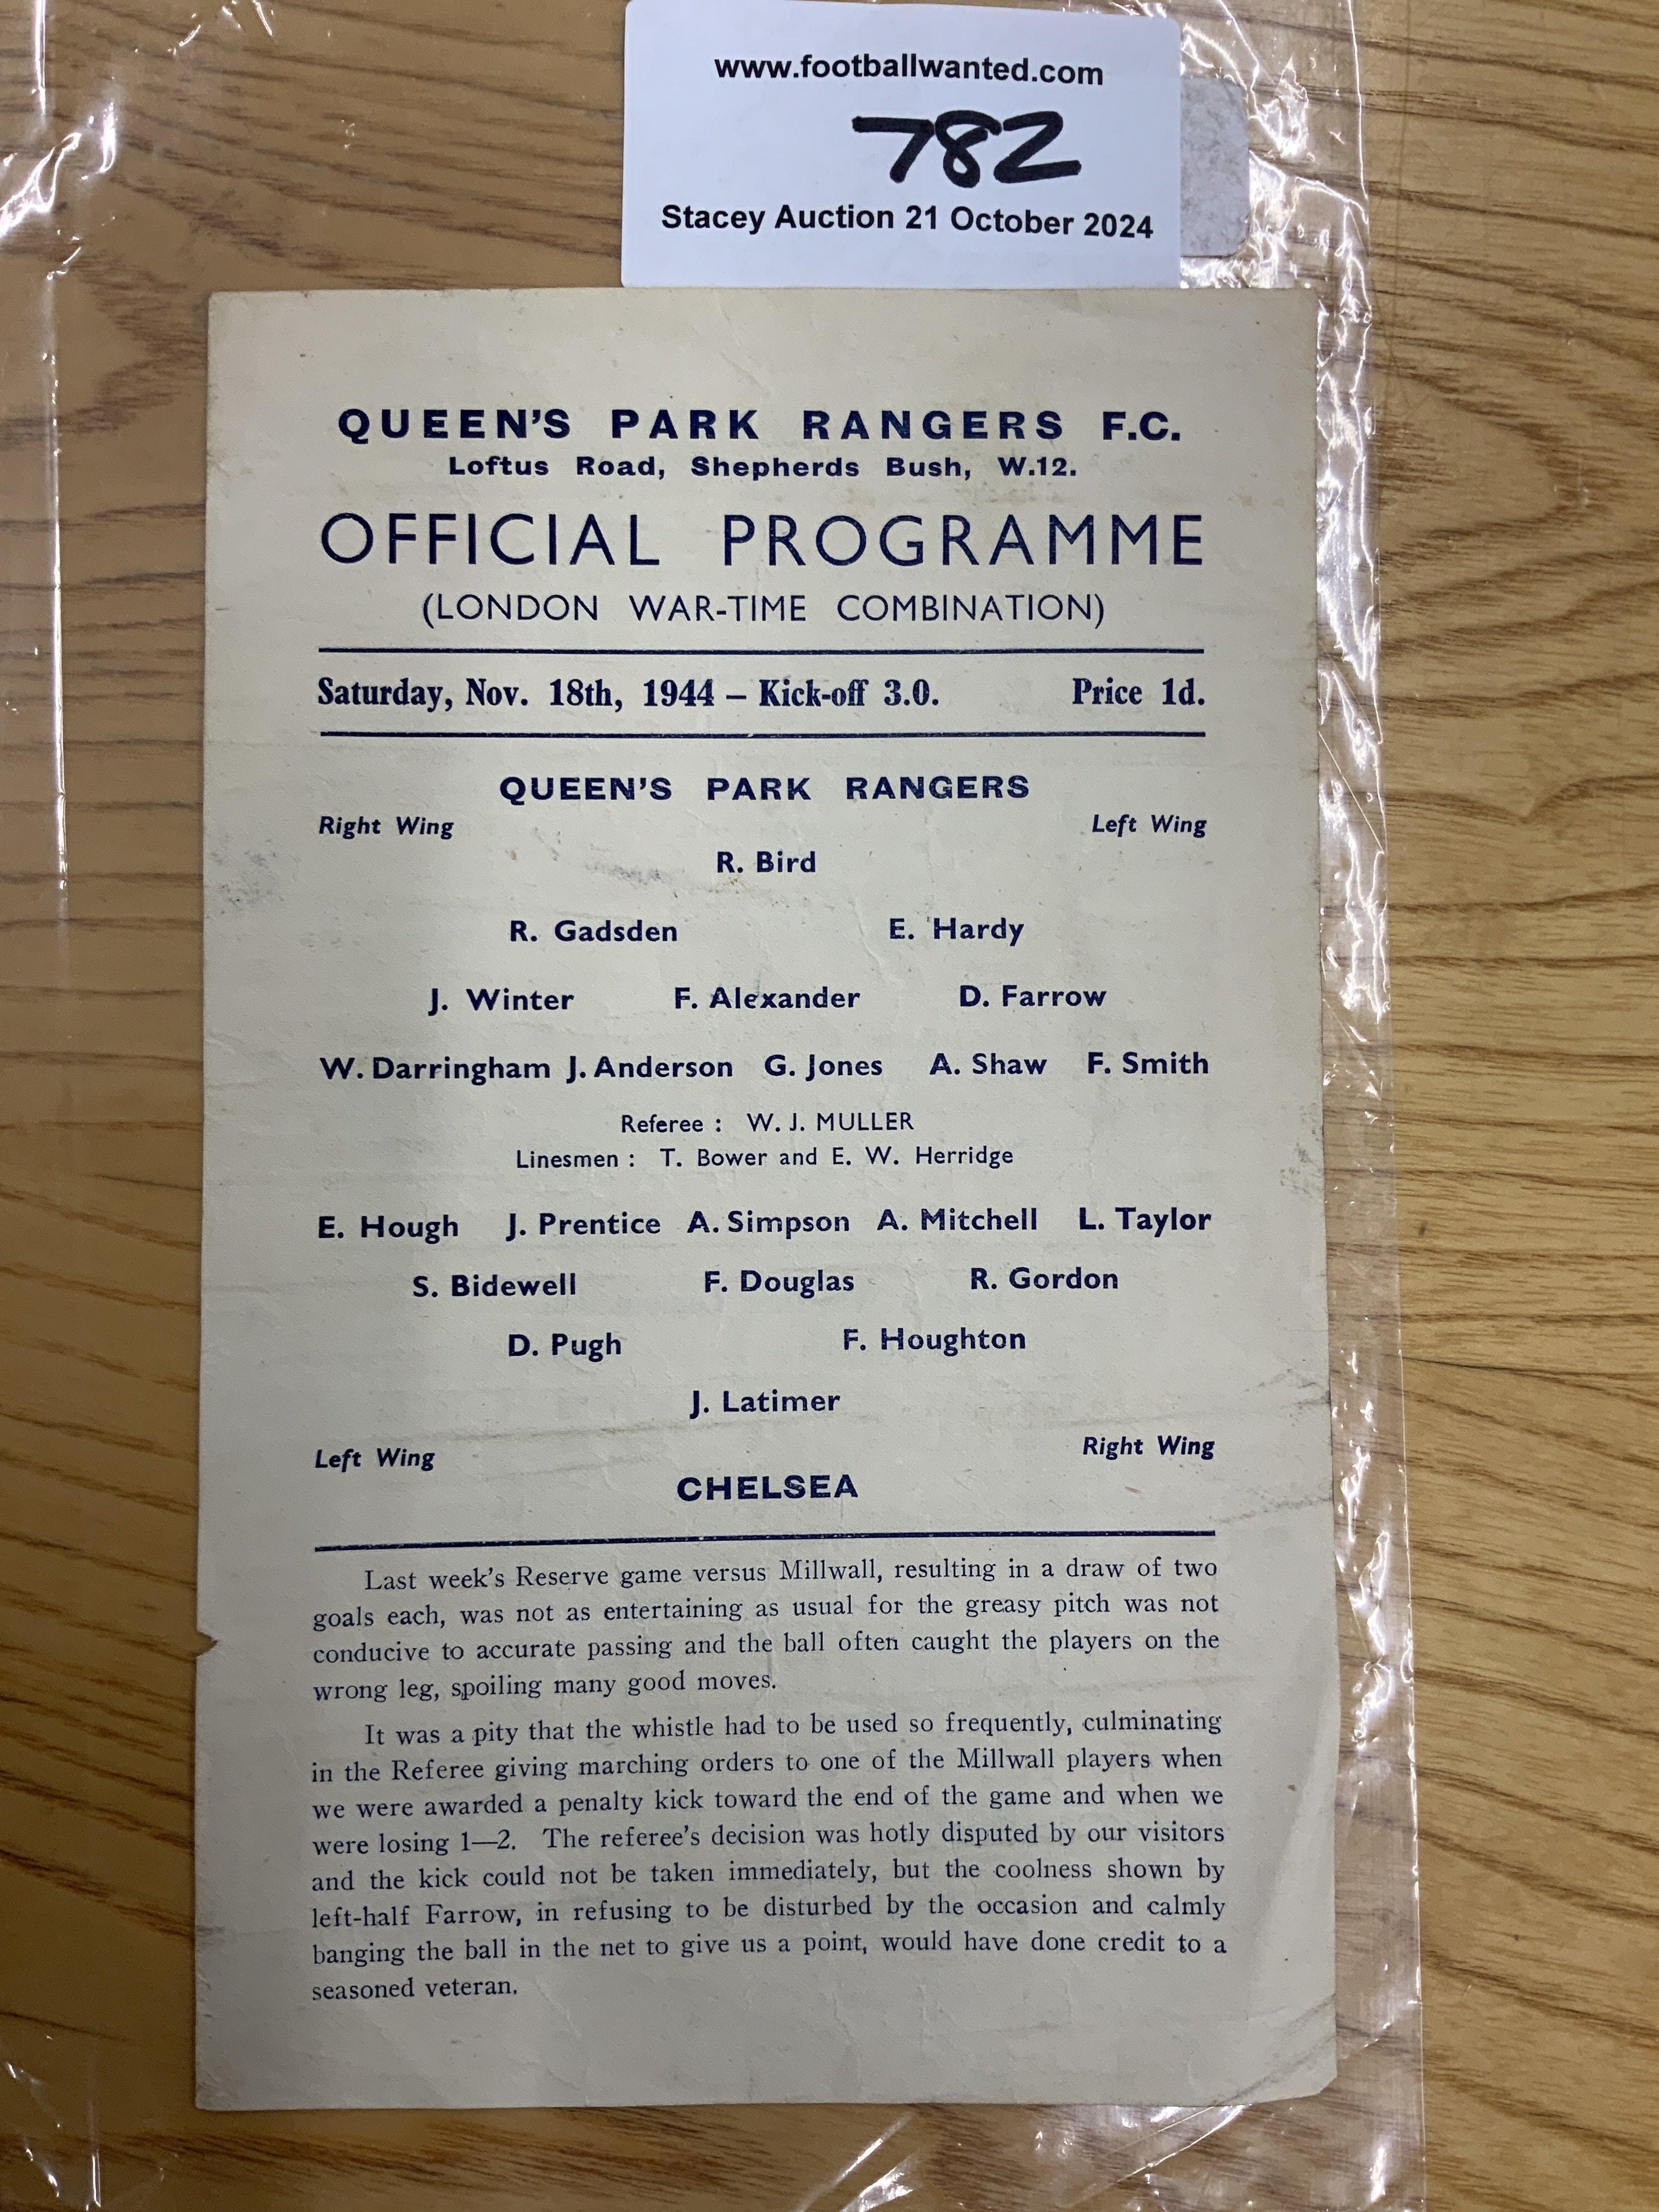 www.footballwanted.com
782
Stacey Auction 21 October 2024
QUEEN'S PARK RANGERS F.C.
Loftus Road, Shepherds Bush, W.12.
OFFICIAL PROGRAMME
(LONDON WAR-TIME COMBINATION)
Saturday, Nov. 18th, 1944 – Kick-off 3.0. Price 1d.
QUEEN'S PARK RANGERS
Right Wing Left Wing
R. Bird
R. Gadsden E. Hardy
J. Winter F. Alexander D. Farrow
W. Darringham J. Anderson G. Jones A. Shaw F. Smith
Referee : W. J. MULLER
Linesmen : T. Bower and E. W. Herridge
E. Hough J. Prentice A. Simpson A. Mitchell L. Taylor
S. Bidewell F. Douglas R. Gordon
D. Pugh F. Houghton
J. Latimer
Left Wing Right Wing
CHELSEA
Last week's Reserve game versus Millwall, resulting in a draw of two
goals each, was not as entertaining as usual for the greasy pitch was not
conducive to accurate passing and the ball often caught the players on the
wrong leg, spoiling many good moves.
It was a pity that the whistle had to be used so frequently, culminating
in the Referee giving marching orders to one of the Millwall players when
we were awarded a penalty kick toward the end of the game and when we
were losing 1—2. The referee's decision was hotly disputed by our visitors
and the kick could not be taken immediately, but the coolness shown by
left-half Farrow, in refusing to be disturbed by the occasion and calmly
banging the ball in the net to give us a point, would have done credit to a
seasoned veteran.